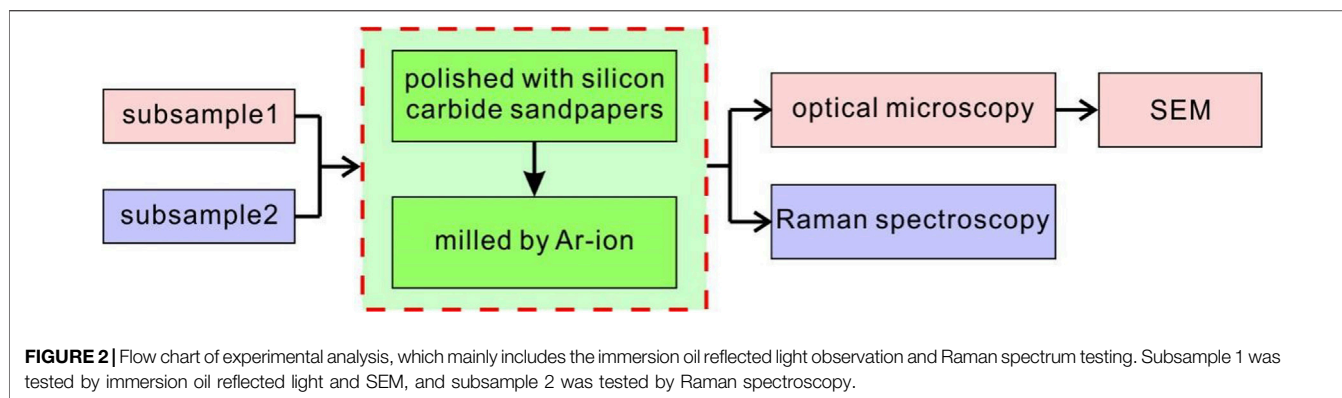 subsample1
subsample2
polished with silicon
carbide sandpapers
milled by Ar-ion
optical microscopy
SEM
Raman spectroscopy
FIGURE 2 | Flow chart of experimental analysis, which mainly includes the immersion oil reflected light observation and Raman spectrum testing. Subsample 1 was
tested by immersion oil reflected light and SEM, and subsample 2 was tested by Raman spectroscopy.